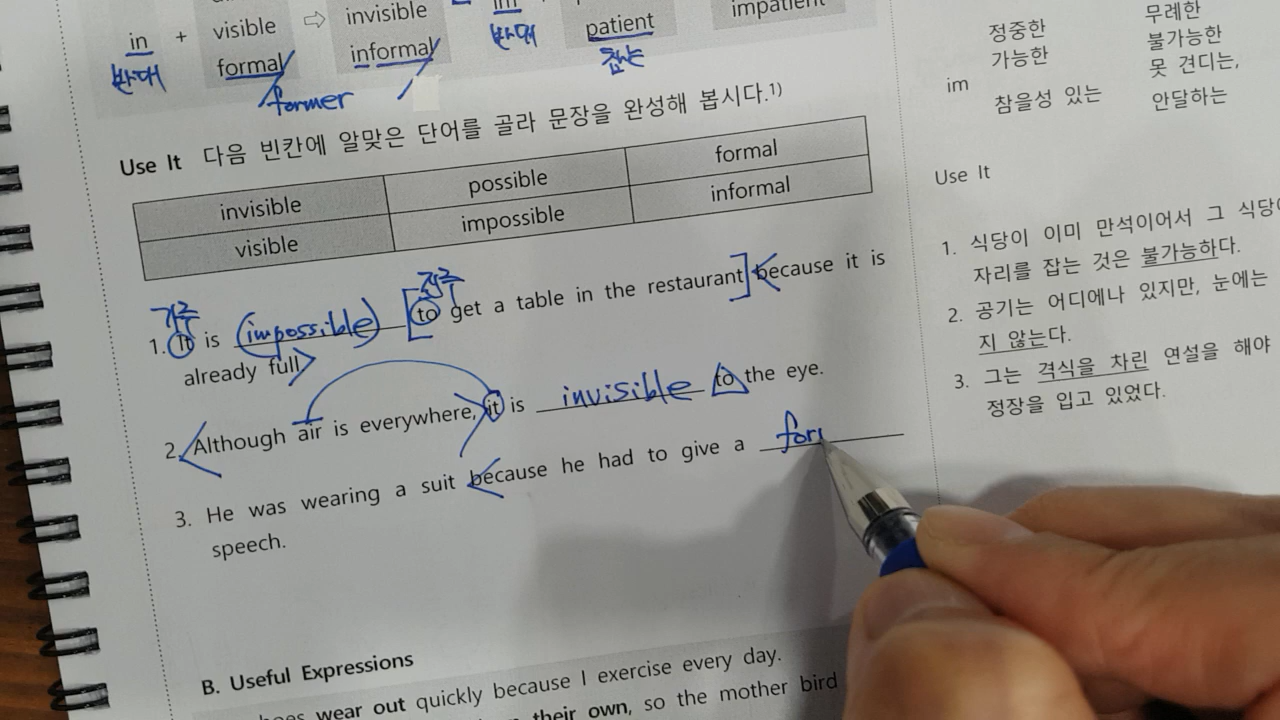 visible ⇨ invisible im
in + formal informal patient impatient
반대 반대 참는
former
Use It 다음 빈칸에 알맞은 단어를 골라 문장을 완성해 봅시다.1)
invisible possible formal
visible impossible informal
가주 진주
1. It is (impossible) [to get a table in the restaurant] because it is
already full
2. Although air is everywhere, it is invisible to the eye.
3. He was wearing a suit because he had to give a for
speech.
B. Useful Expressions
wear out quickly because I exercise every day.
their own, so the mother bird
정중한 무례한
가능한 불가능한
im 못 견디는,
참을성 있는 안달하는
Use It
1. 식당이 이미 만석이어서 그 식당
자리를 잡는 것은 불가능하다.
2. 공기는 어디에나 있지만, 눈에는
지 않는다.
3. 그는 격식을 차린 연설을 해야
정장을 입고 있었다.